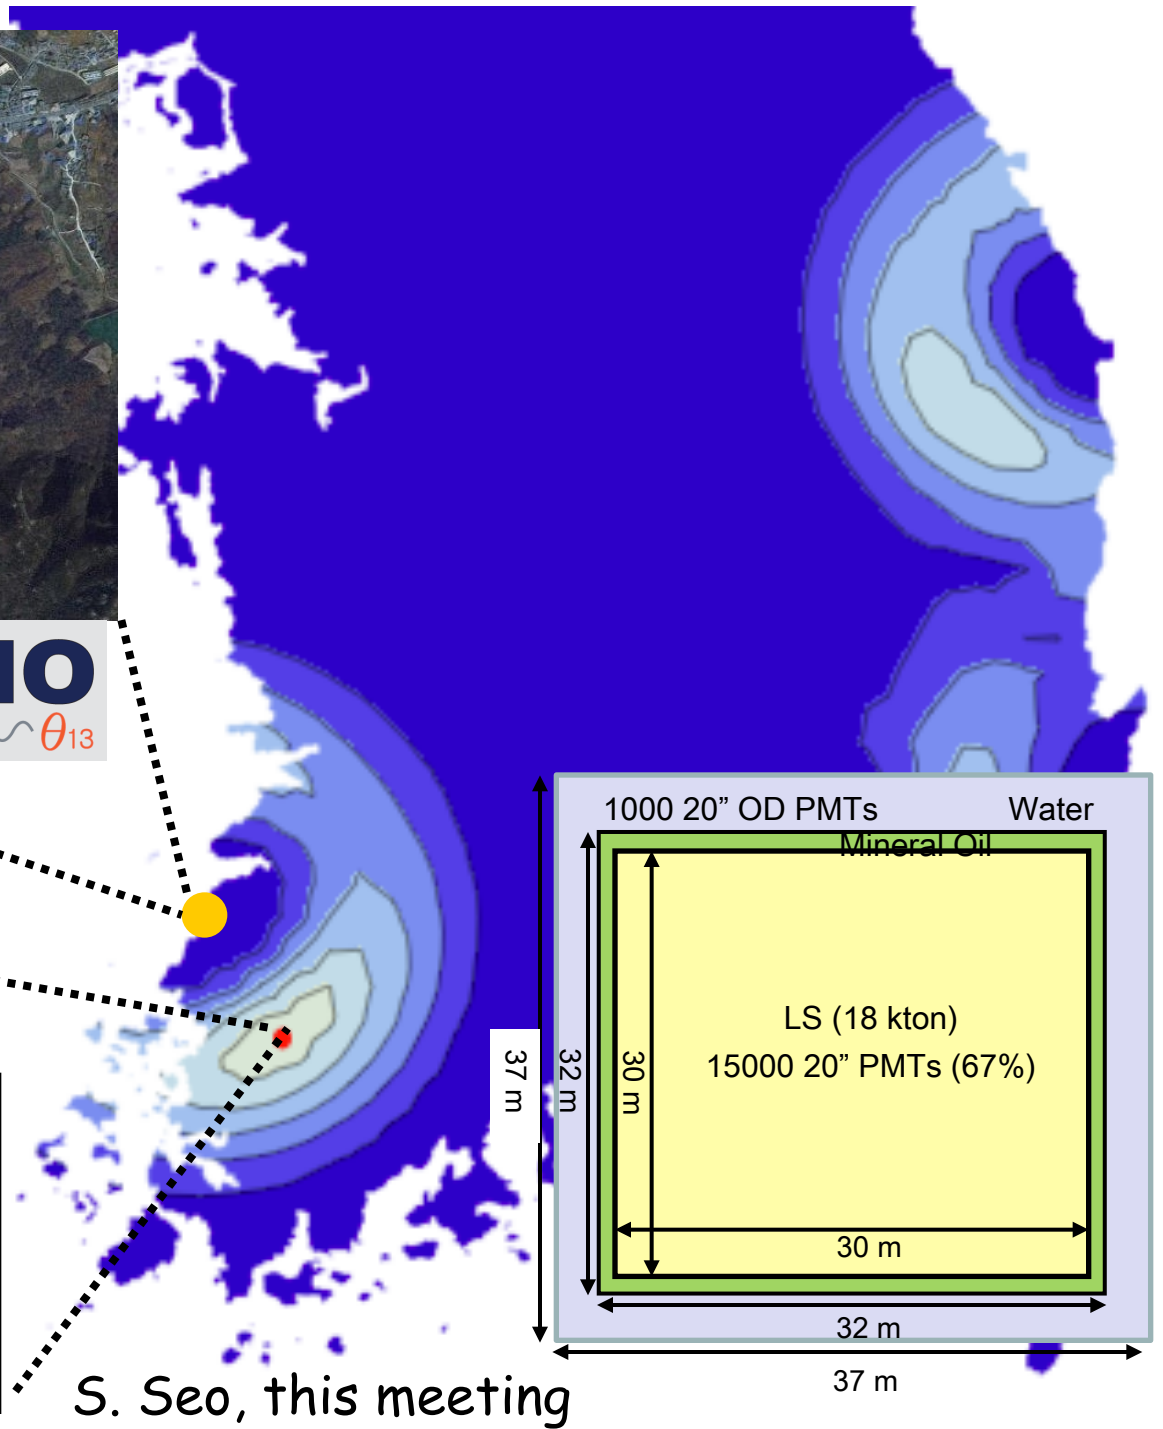 NO
θ13
1000 20” OD PMTs
Water
Mineral Oil
LS (18 kton)
15000 20” PMTs (67%)
37 m
32 m
30 m
30 m
32 m
37 m
S. Seo, this meeting